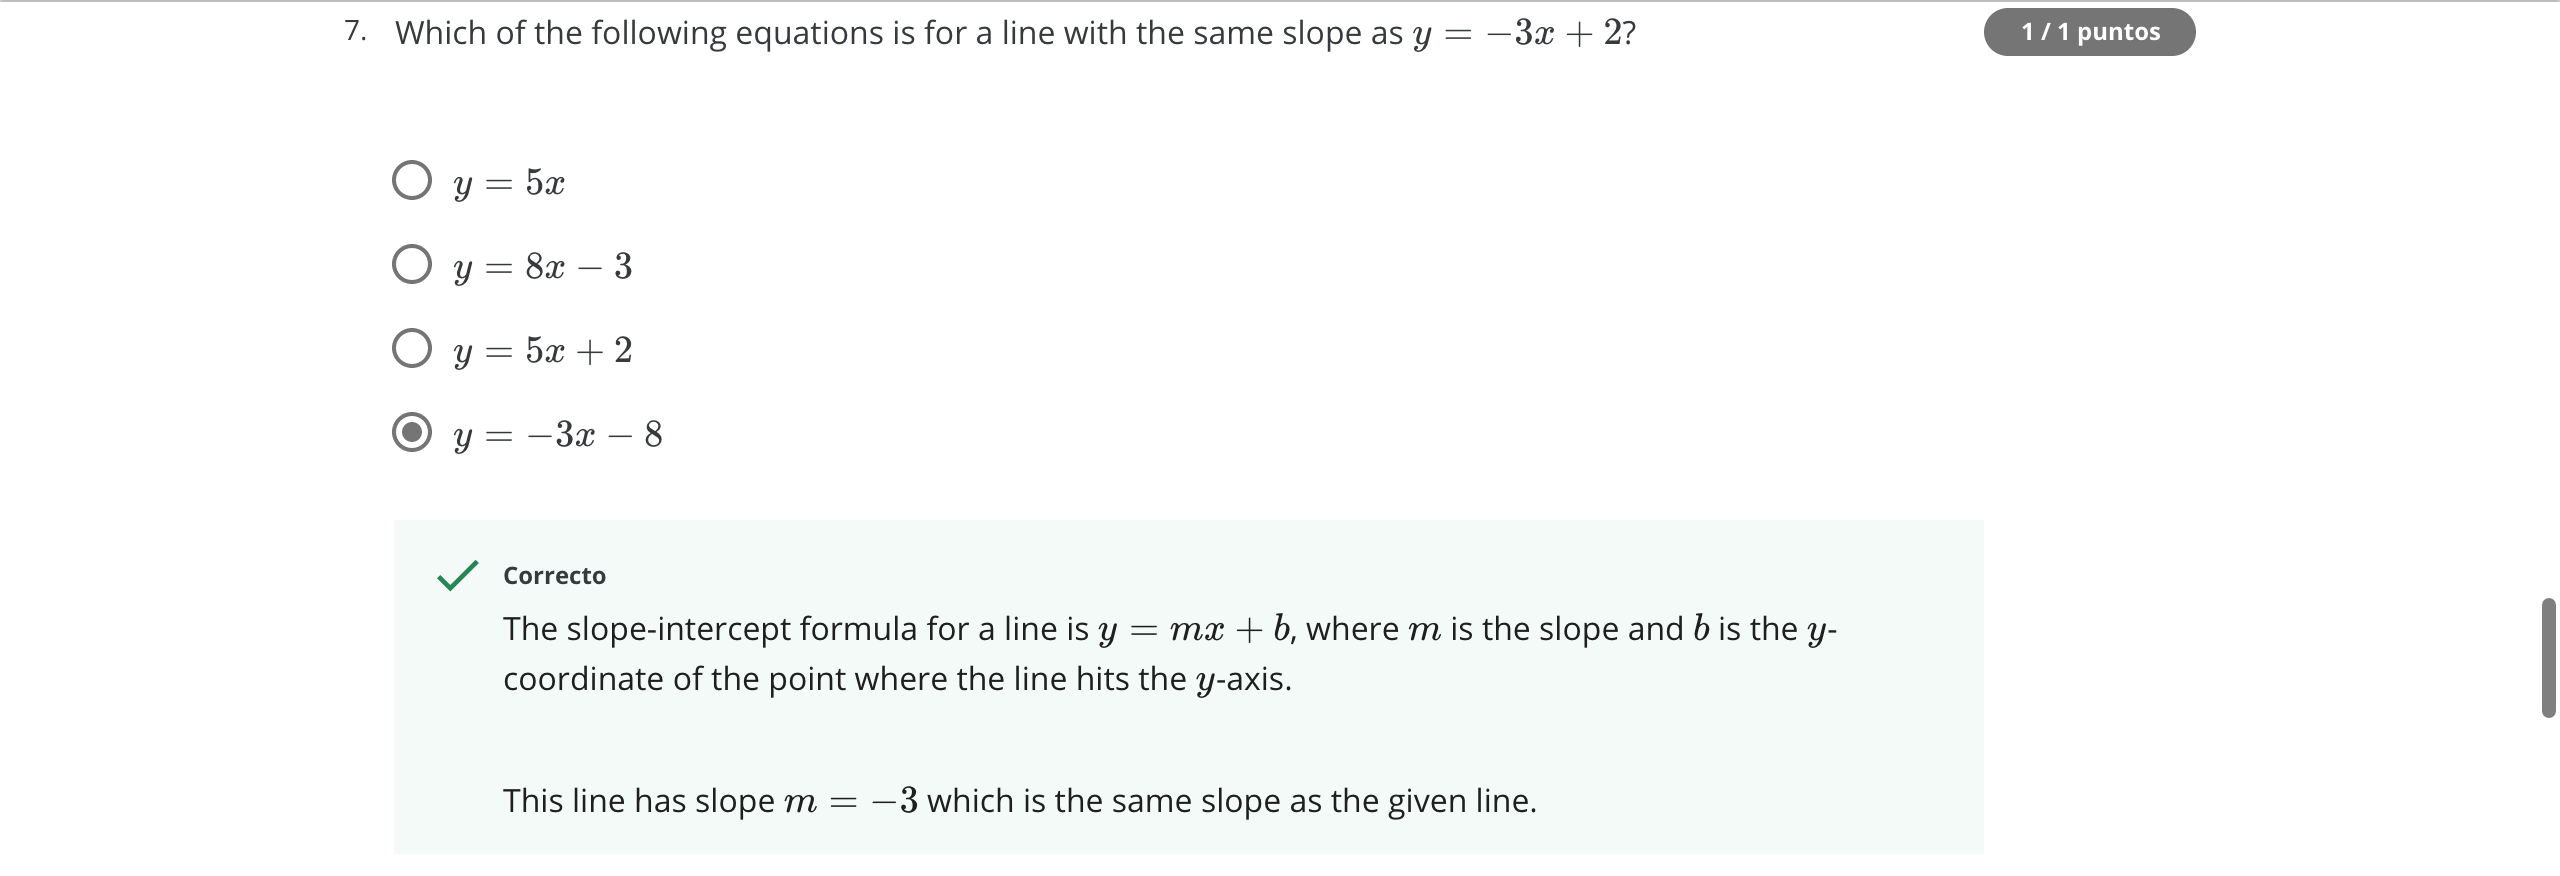 7. Which of the following equations is for a line with the same slope as y = −3x + 2?
1 / 1 puntos
y = 5x
y = 8x − 3
y = 5x + 2
y = −3x − 8
Correcto
The slope-intercept formula for a line is y = mx + b, where m is the slope and b is the y-
coordinate of the point where the line hits the y-axis.
This line has slope m = −3 which is the same slope as the given line.